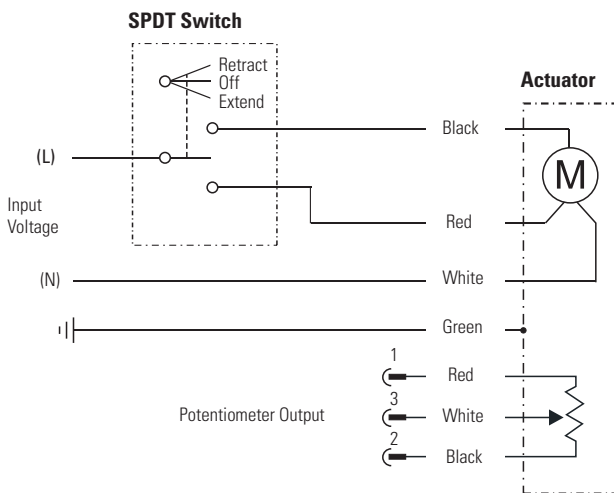 SPDT Switch
Retract
Off
Extend
Actuator
Black
(L)
M
Input
Voltage
Red
(N)
White
Green
1
Red
3
Potentiometer Output
White
2
Black